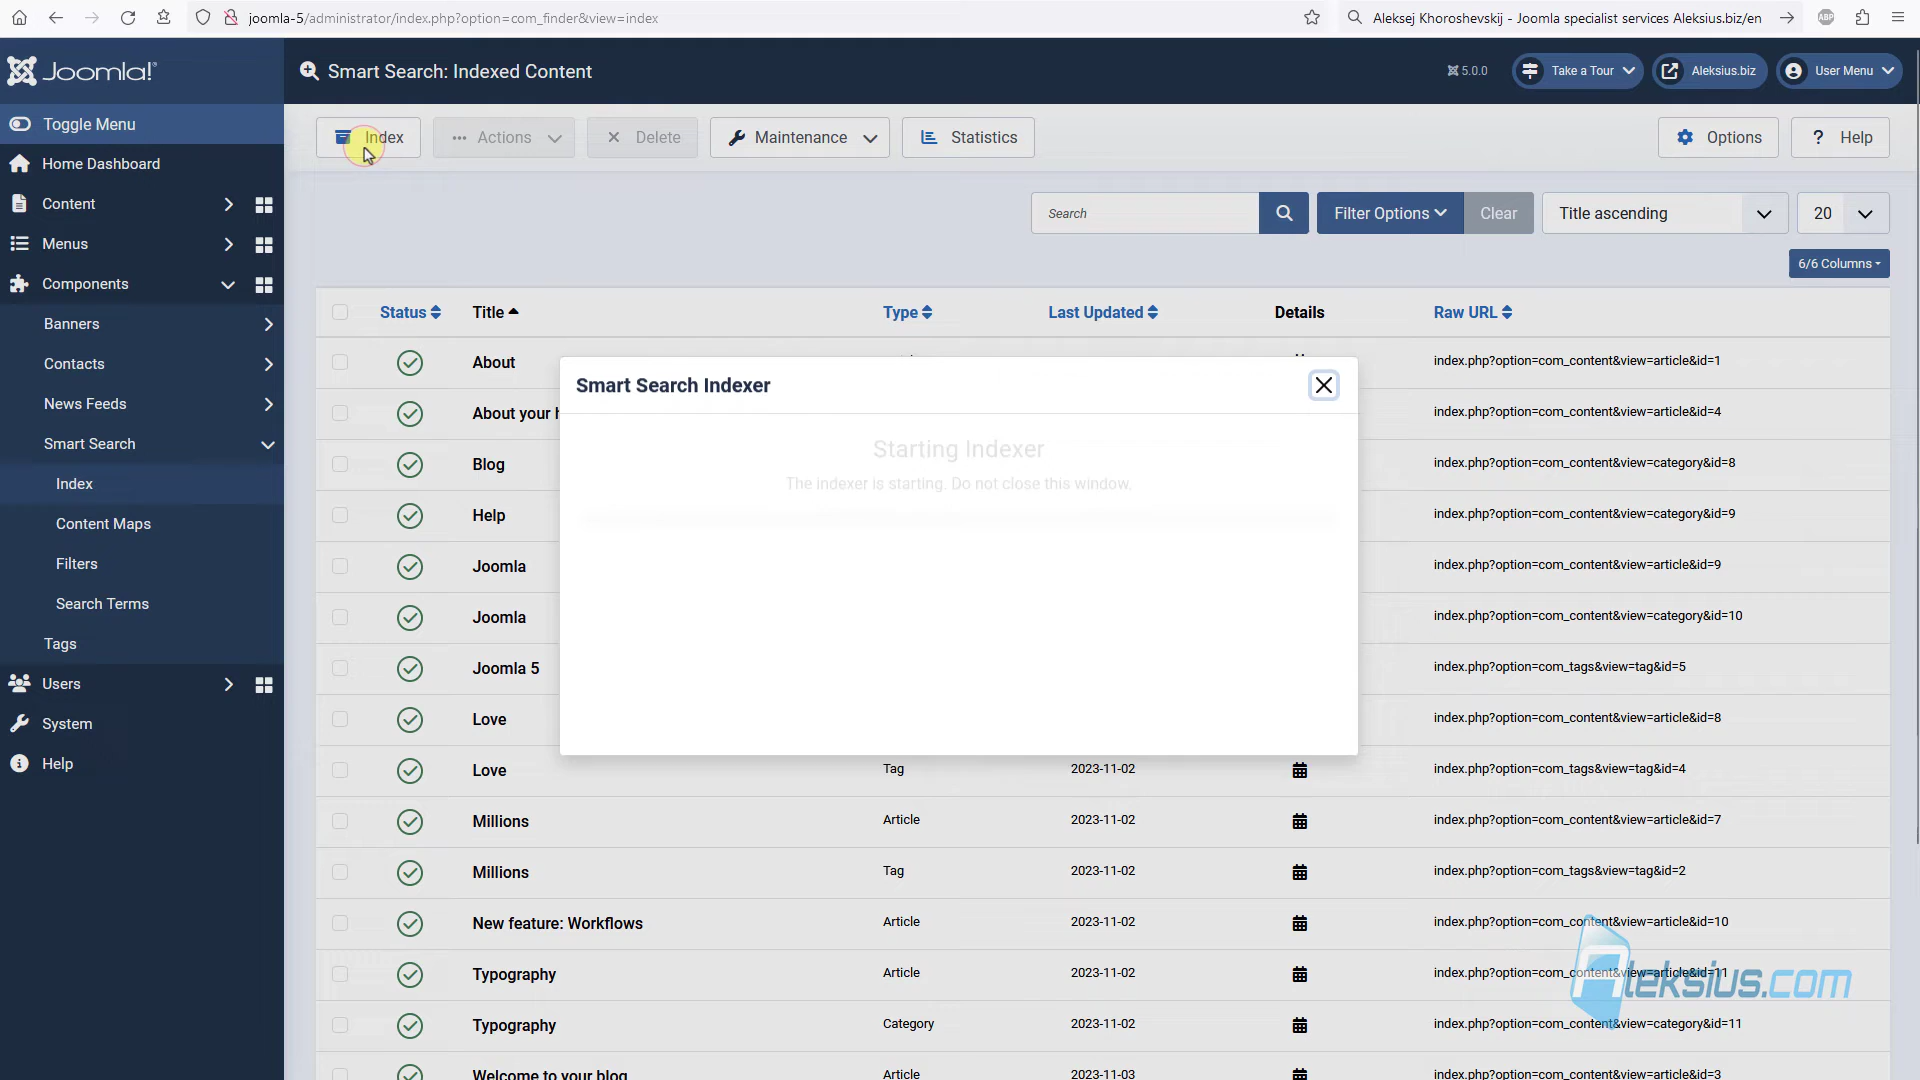 joomla-5/administrator/index.php?option=com_finder&view=index
Aleksej Khoroshevskij - Joomla specialist services Aleksius.biz/en
ABP
Joomla!
Smart Search: Indexed Content
5.0.0
Take a Tour
Aleksius.biz
User Menu
Toggle Menu
Home Dashboard
Content
Menus
Components
Banners
Contacts
News Feeds
Smart Search
Index
Content Maps
Filters
Search Terms
Tags
Users
System
Help
Index
Actions
Delete
Maintenance
Statistics
Options
? Help
Search
Filter Options
Clear
Title ascending
20
6/6 Columns
Status Title Type Last Updated Details Raw URL
About index.php?option=com_content&view=article&id=1
About your index.php?option=com_content&view=article&id=4
Blog index.php?option=com_content&view=category&id=8
Help index.php?option=com_content&view=category&id=9
Joomla index.php?option=com_content&view=article&id=9
Joomla index.php?option=com_content&view=category&id=10
Joomla 5 index.php?option=com_tags&view=tag&id=5
Love index.php?option=com_content&view=article&id=8
Love Tag 2023-11-02 index.php?option=com_tags&view=tag&id=4
Millions Article 2023-11-02 index.php?option=com_content&view=article&id=7
Millions Tag 2023-11-02 index.php?option=com_tags&view=tag&id=2
New feature: Workflows Article 2023-11-02 index.php?option=com_content&view=article&id=10
Typography Article 2023-11-02 index.php?option=com_content&view=article&id=11
Typography Category 2023-11-02 index.php?option=com_content&view=category&id=11
Welcome to your blog Article 2023-11-03 index.php?option=com_content&view=article&id=3
Smart Search Indexer
Starting Indexer
The indexer is starting. Do not close this window.
Aleksius.com